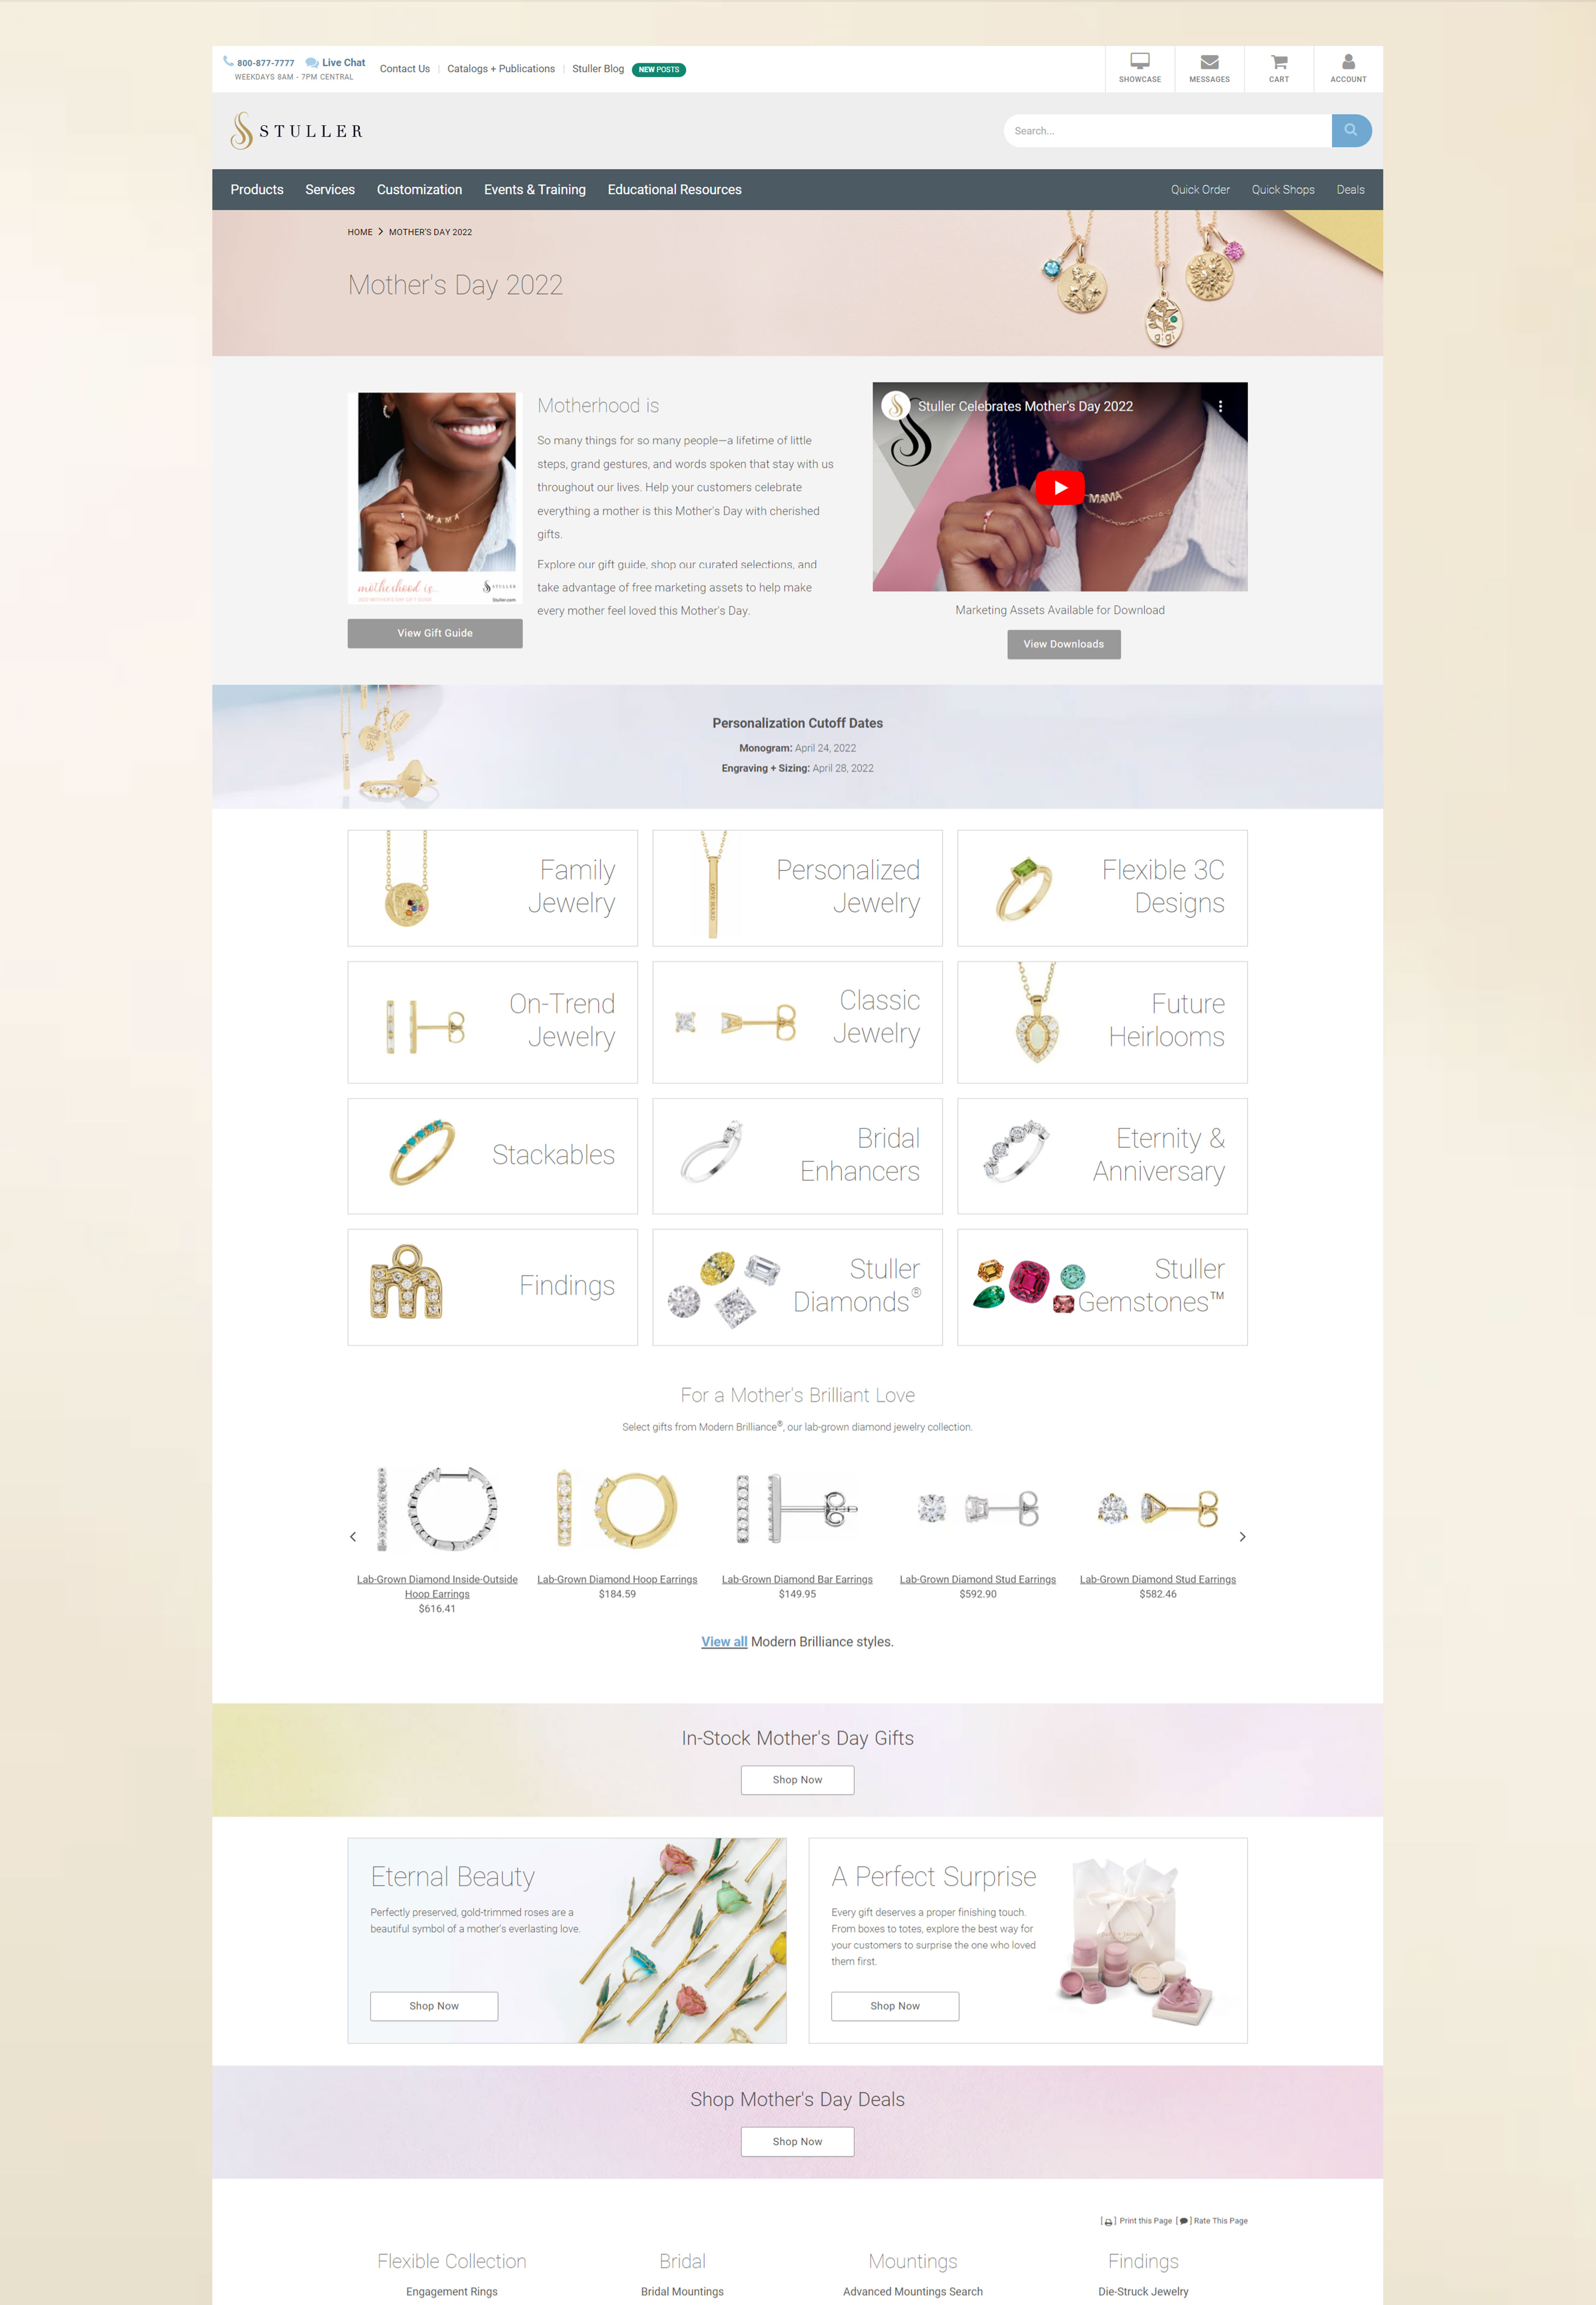 800-877-7777 Live Chat
WEEKDAYS 8AM - 7PM CENTRAL
Contact Us | Catalogs + Publications | Stuller Blog NEW POSTS
SHOWCASE MESSAGES CART ACCOUNT
STULLER
Search...
Products Services Customization Events & Training Educational Resources
Quick Order Quick Shops Deals
HOME > MOTHER'S DAY 2022
Mother's Day 2022
gigi
MAMA
motherhood is...
2022 MOTHER'S DAY GIFT GUIDE
STULLER
Stuller.com
View Gift Guide
Motherhood is
So many things for so many people—a lifetime of little
steps, grand gestures, and words spoken that stay with us
throughout our lives. Help your customers celebrate
everything a mother is this Mother's Day with cherished
gifts.
Explore our gift guide, shop our curated selections, and
take advantage of free marketing assets to help make
every mother feel loved this Mother's Day.
Stuller Celebrates Mother's Day 2022
MAMA
Marketing Assets Available for Download
View Downloads
Personalization Cutoff Dates
Monogram: April 24, 2022
Engraving + Sizing: April 28, 2022
Family
Jewelry
Personalized
Jewelry
Flexible 3C
Designs
On-Trend
Jewelry
Classic
Jewelry
Future
Heirlooms
Stackables
Bridal
Enhancers
Eternity &
Anniversary
Findings
Stuller
Diamonds®
Stuller
Gemstones™
For a Mother's Brilliant Love
Select gifts from Modern Brilliance®, our lab-grown diamond jewelry collection.
Lab-Grown Diamond Inside-Outside
Hoop Earrings
$616.41
Lab-Grown Diamond Hoop Earrings
$184.59
Lab-Grown Diamond Bar Earrings
$149.95
Lab-Grown Diamond Stud Earrings
$592.90
Lab-Grown Diamond Stud Earrings
$582.46
View all Modern Brilliance styles.
In-Stock Mother's Day Gifts
Shop Now
Eternal Beauty
Perfectly preserved, gold-trimmed roses are a
beautiful symbol of a mother's everlasting love.
Shop Now
A Perfect Surprise
Every gift deserves a proper finishing touch.
From boxes to totes, explore the best way for
your customers to surprise the one who loved
them first.
Shop Now
Shop Mother's Day Deals
Shop Now
[ ] Print this Page [ ] Rate This Page
Flexible Collection Bridal Mountings Findings
Engagement Rings Bridal Mountings Advanced Mountings Search Die-Struck Jewelry